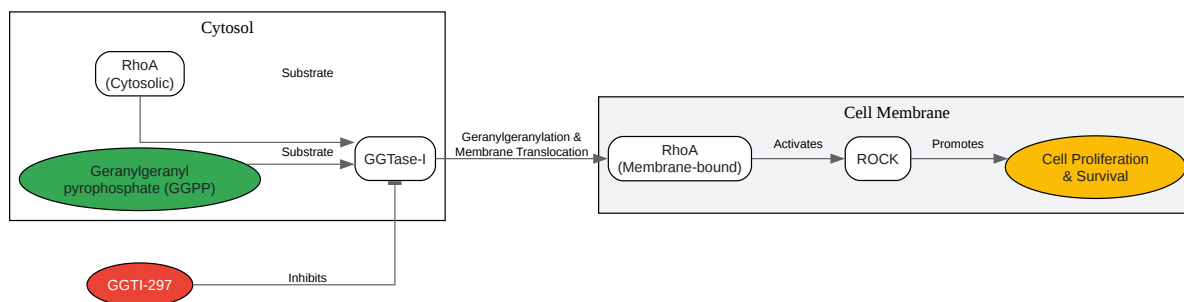 Cytosol
RhoA
(Cytosolic)
Substrate
Geranylgeranyl
pyrophosphate (GGPP)
Substrate
GGTase-I
Geranylgeranylation &
Membrane Translocation
Cell Membrane
RhoA
(Membrane-bound)
Activates
ROCK
Promotes
Cell Proliferation
& Survival
GGTI-297
Inhibits